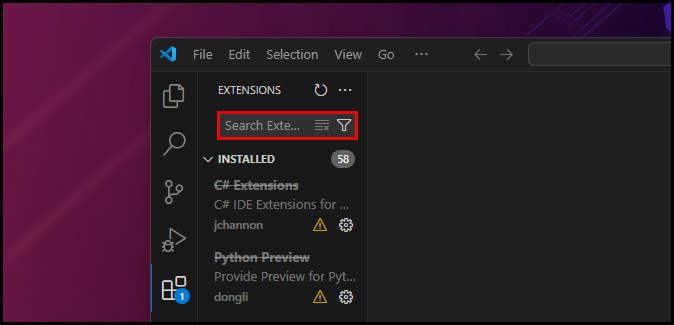 File Edit Selection View Go ...
EXTENSIONS ...
Search Exte...
INSTALLED 58
C# Extensions
C# IDE Extensions for ...
jchannon
Python Preview
Provide Preview for Pyt...
dongli
1